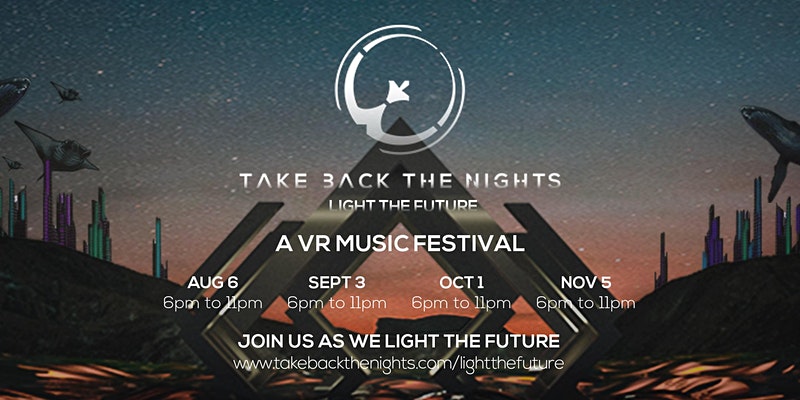 TAKE BACK THE NIGHTS
LIGHT THE FUTURE
A VR MUSIC FESTIVAL
AUG 6 SEPT 3 OCT 1 NOV 5
6pm to 11pm 6pm to 11pm 6pm to 11pm 6pm to 11pm
JOIN US AS WE LIGHT THE FUTURE
www.takebackthenights.com/lightthefuture